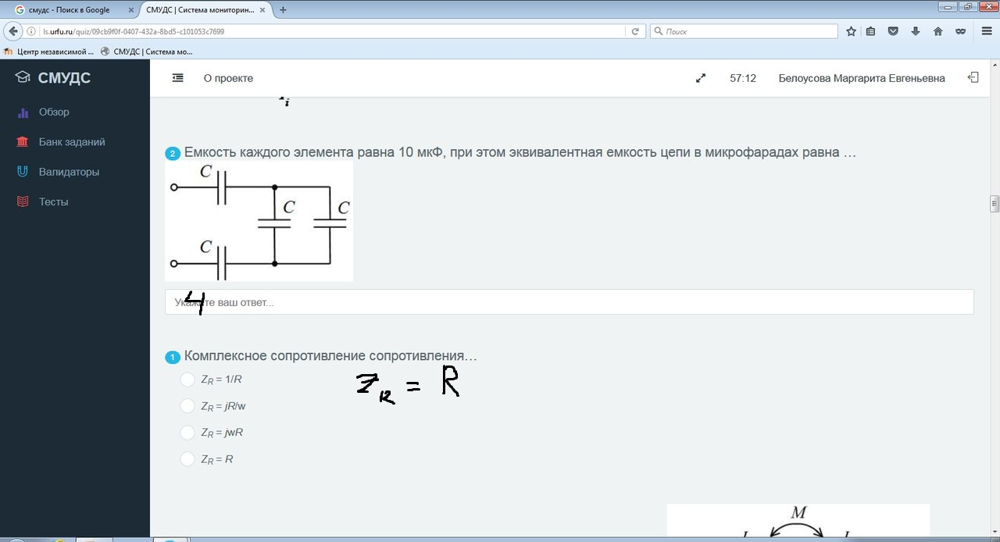 смудс - Поиск в Google
СМУДС | Система мониторин...
ls.urfu.ru/quiz/09cb9f0f-0407-432a-8bd5-c101053c7699
Поиск
Центр независимой ...
СМУДС | Система мо...
СМУДС
О проекте
57:12
Белоусова Маргарита Евгеньевна
Обзор
Банк заданий
Валидаторы
Тесты
i
2 Емкость каждого элемента равна 10 мкФ, при этом эквивалентная емкость цепи в микрофарадах равна …
C
C
C
C
4
Укажите ваш ответ...
1 Комплексное сопротивление сопротивления…
Z_R = 1/R
Z_R = R
Z_R = jR/w
Z_R = jwR
Z_R = R
M